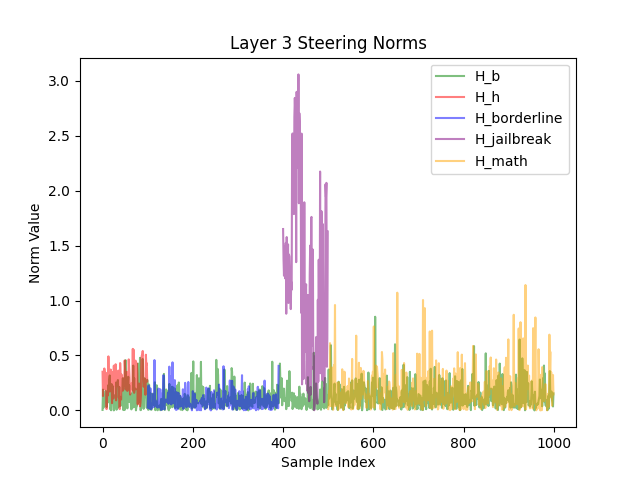 Layer 3 Steering Norms
H_b
H_h
H_borderline
H_jailbreak
H_math
Norm Value
3.0
2.5
2.0
1.5
1.0
0.5
0.0
0
200
400
600
800
1000
Sample Index